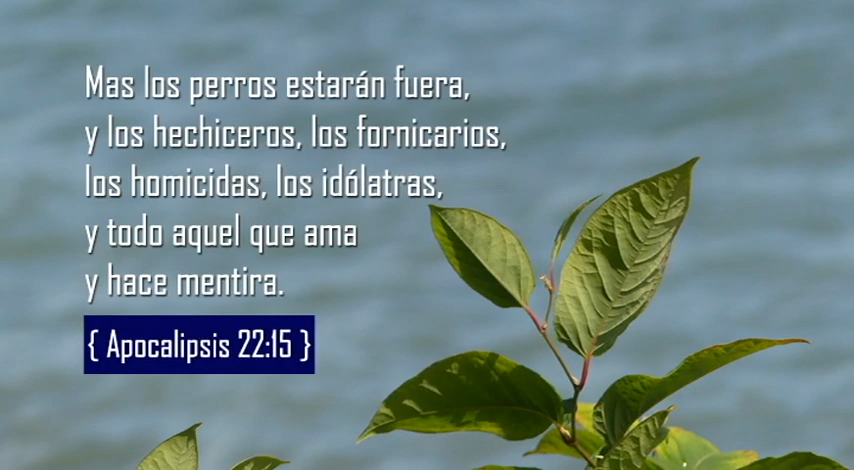 Mas los perros estarán fuera,
y los hechiceros, los fornicarios,
los homicidas, los idólatras,
y todo aquel que ama
y hace mentira.
{ Apocalipsis 22:15 }